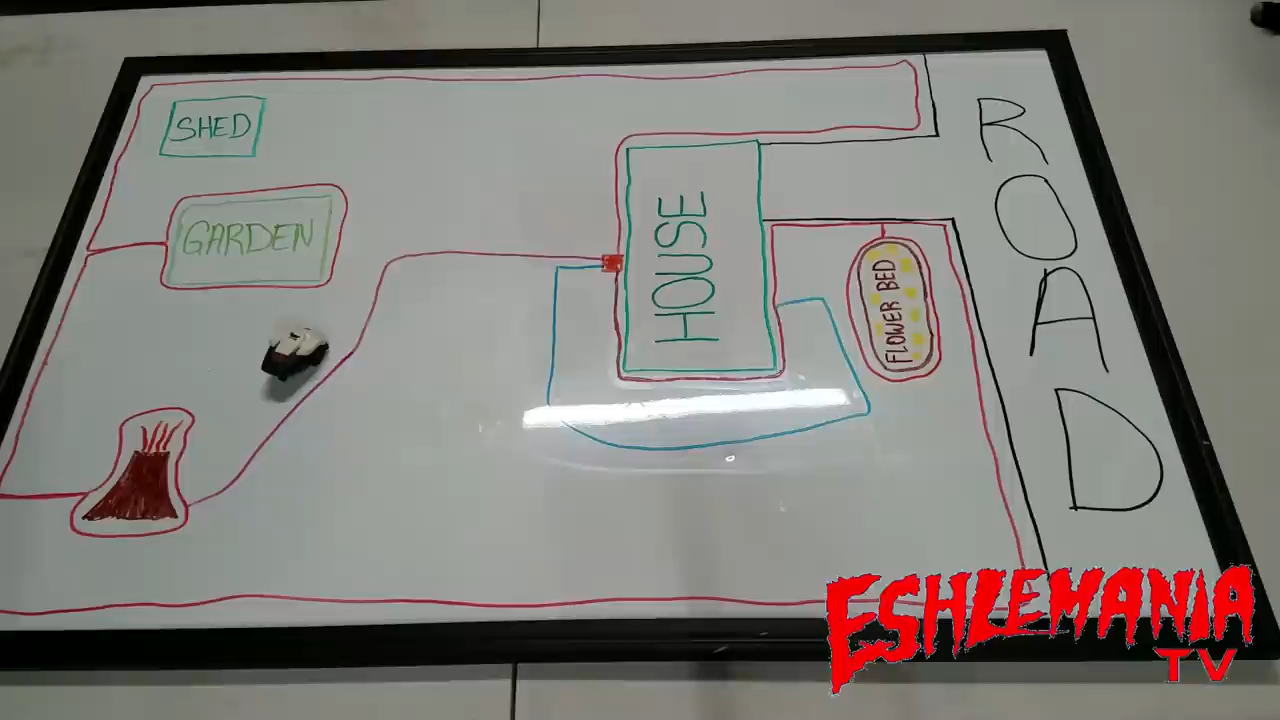 SHED
GARDEN
HOUSE
FLOWER BED
ROAD
ESHLEMANIA
TV